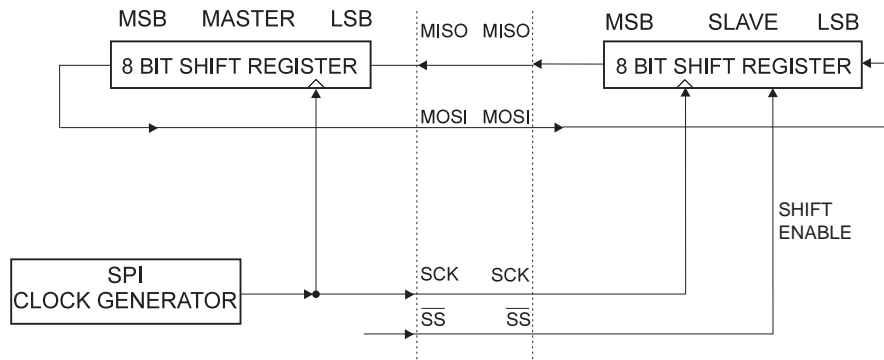 MSB MASTER LSB
8 BIT SHIFT REGISTER
MISO MISO
MSB SLAVE LSB
8 BIT SHIFT REGISTER
MOSI MOSI
SHIFT
ENABLE
SPI
CLOCK GENERATOR
SCK SCK
SS SS